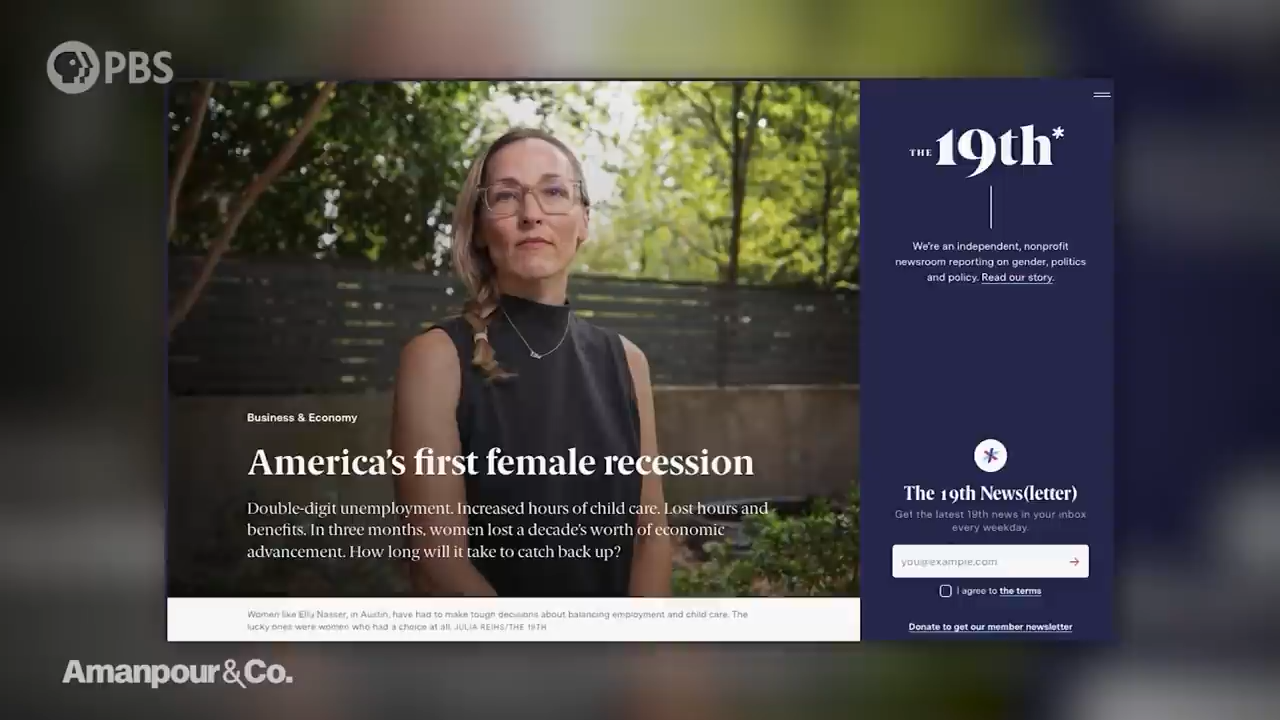 PBS
THE 19th*
We're an independent, nonprofit
newsroom reporting on gender, politics
and policy. Read our story.
Business & Economy
America's first female recession
Double-digit unemployment. Increased hours of child care. Lost hours and
benefits. In three months, women lost a decade's worth of economic
advancement. How long will it take to catch back up?
Women like Elly Nasser, in Austin, have had to make tough decisions about balancing employment and child care. The
lucky ones were women who had a choice at all. JULIA REIHS/THE 19TH
The 19th News(letter)
Get the latest 19th news in your inbox
every weekday.
you@example.com
I agree to the terms
Donate to get our member newsletter
Amanpour&Co.